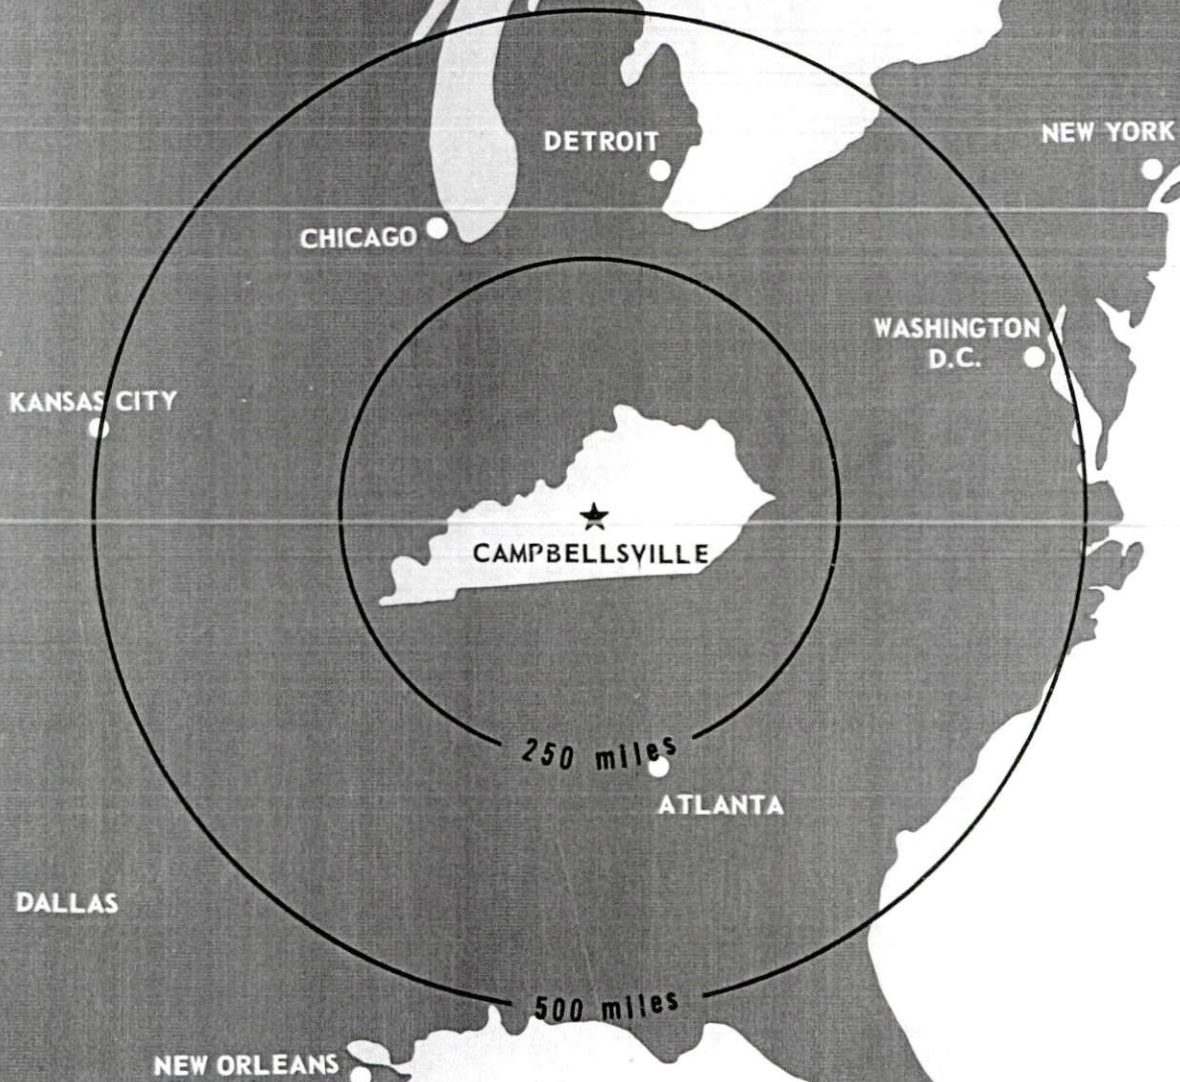 DETROIT
NEW YORK
CHICAGO
WASHINGTON
D.C.
KANSAS CITY
CAMPBELLSVILLE
250 miles
ATLANTA
DALLAS
500 miles
NEW ORLEANS